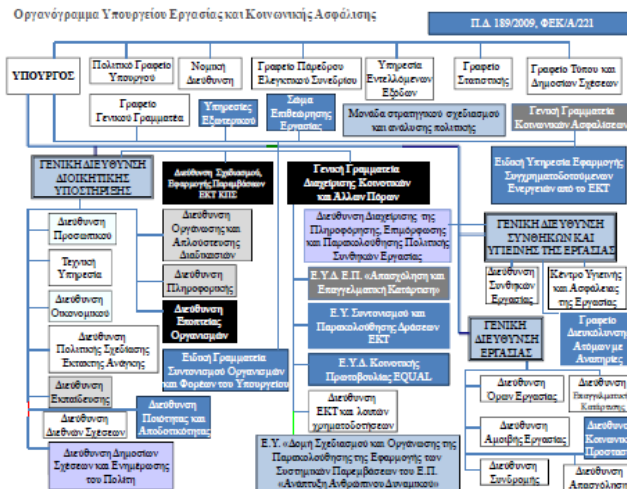 Οργανόγραμμα Υπουργείου Εργασίας και Κοινωνικής Ασφάλισης
Π.Δ. 189/2009, ΦΕΚ/Α/221
ΥΠΟΥΡΓΟΣ
Πολιτικό Γραφείο
Υπουργού
Νομική
Διεύθυνση
Γραφείο Πάρεδρου
Ελεγκτικού Συνεδρίου
Υπηρεσία
Εντελλόμενων
Εξόδων
Γραφείο
Στατιστικής
Γραφείο Τύπου και
Δημοσίων Σχέσεων
Γραφείο
Γενικού Γραμματέα
Υπηρεσίες
Εξωτερικού
Σώμα
Επιθεώρησης
Εργασίας
Μονάδα στρατηγικού σχεδιασμού
και ανάλυσης πολιτικής
Γενική Γραμματεία
Κοινωνικών Ασφαλίσεων
ΓΕΝΙΚΗ ΔΙΕΥΘΥΝΣΗ
ΔΙΟΙΚΗΤΙΚΗΣ
ΥΠΟΣΤΗΡΙΞΗΣ
Διεύθυνση Σχεδιασμού,
Εφαρμογής Παρεμβάσεων
ΕΚΤ ΚΠΣ
Γενική Γραμματεία
Διαχείρισης Κοινοτικών
και Άλλων Πόρων
Ειδική Υπηρεσία Εφαρμογής
Συγχρηματοδοτούμενων
Ενεργειών από το ΕΚΤ
Διεύθυνση
Προσωπικού
Διεύθυνση
Οργάνωσης και
Απλούστευσης
Διαδικασιών
Διεύθυνση Διαχείρισης της
Πληροφόρησης, Επιμόρφωσης
και Παρακολούθηση Πολιτικής
Συνθηκών Εργασίας
ΓΕΝΙΚΗ ΔΙΕΥΘΥΝΣΗ
ΣΥΝΘΗΚΩΝ ΚΑΙ
ΥΓΙΕΙΝΗΣ ΤΗΣ ΕΡΓΑΣΙΑΣ
Τεχνική
Υπηρεσία
Διεύθυνση
Πληροφορικής
Ε.Υ.Δ. Ε.Π. «Απασχόληση και
Επαγγελματική Κατάρτιση»
Διεύθυνση
Συνθηκών
Εργασίας
Κέντρο Υγιεινής
και Ασφάλειας
της Εργασίας
Διεύθυνση
Οικονομικού
Διεύθυνση
Εποπτείας
Οργανισμών
Ε.Υ. Συντονισμού και
Παρακολούθησης Δράσεων
ΕΚΤ
ΓΕΝΙΚΗ
ΔΙΕΥΘΥΝΣΗ
ΕΡΓΑΣΙΑΣ
Γραφείο
Διευκόλυνσης
Ατόμων με
Αναπηρίες
Διεύθυνση
Πολιτικής Σχεδίασης
Έκτακτης Ανάγκης
Ειδική Γραμματεία
Συντονισμού Οργανισμών
και Φορέων του Υπουργείου
Ε.Υ.Δ. Κοινοτικής
Πρωτοβουλίας EQUAL
Διεύθυνση
Εκπαίδευσης
Διεύθυνση
Ποιότητας και
Αποδοτικότητας
Διεύθυνση
ΕΚΤ και λοιπών
χρηματοδοτήσεων
Διεύθυνση
Όρων Εργασίας
Διεύθυνση
Επαγγελματικής
Κατάρτισης
Διεύθυνση
Διεθνών Σχέσεων
Διεύθυνση
Αμοιβής Εργασίας
Διεύθυνση
Κοινωνικ
Προστασ
Διεύθυνση Δημοσίων
Σχέσεων και Ενημέρωσης
του Πολίτη
Ε.Υ. «Δομή Σχεδιασμού και Οργάνωσης της
Παρακολούθησης της Εφαρμογής των
Συστημικών Παρεμβάσεων του Ε.Π.
«Ανάπτυξη Ανθρώπινου Δυναμικού»
Διεύθυνση
Συνδρομής
Διεύθυνση
Απασχόλησης